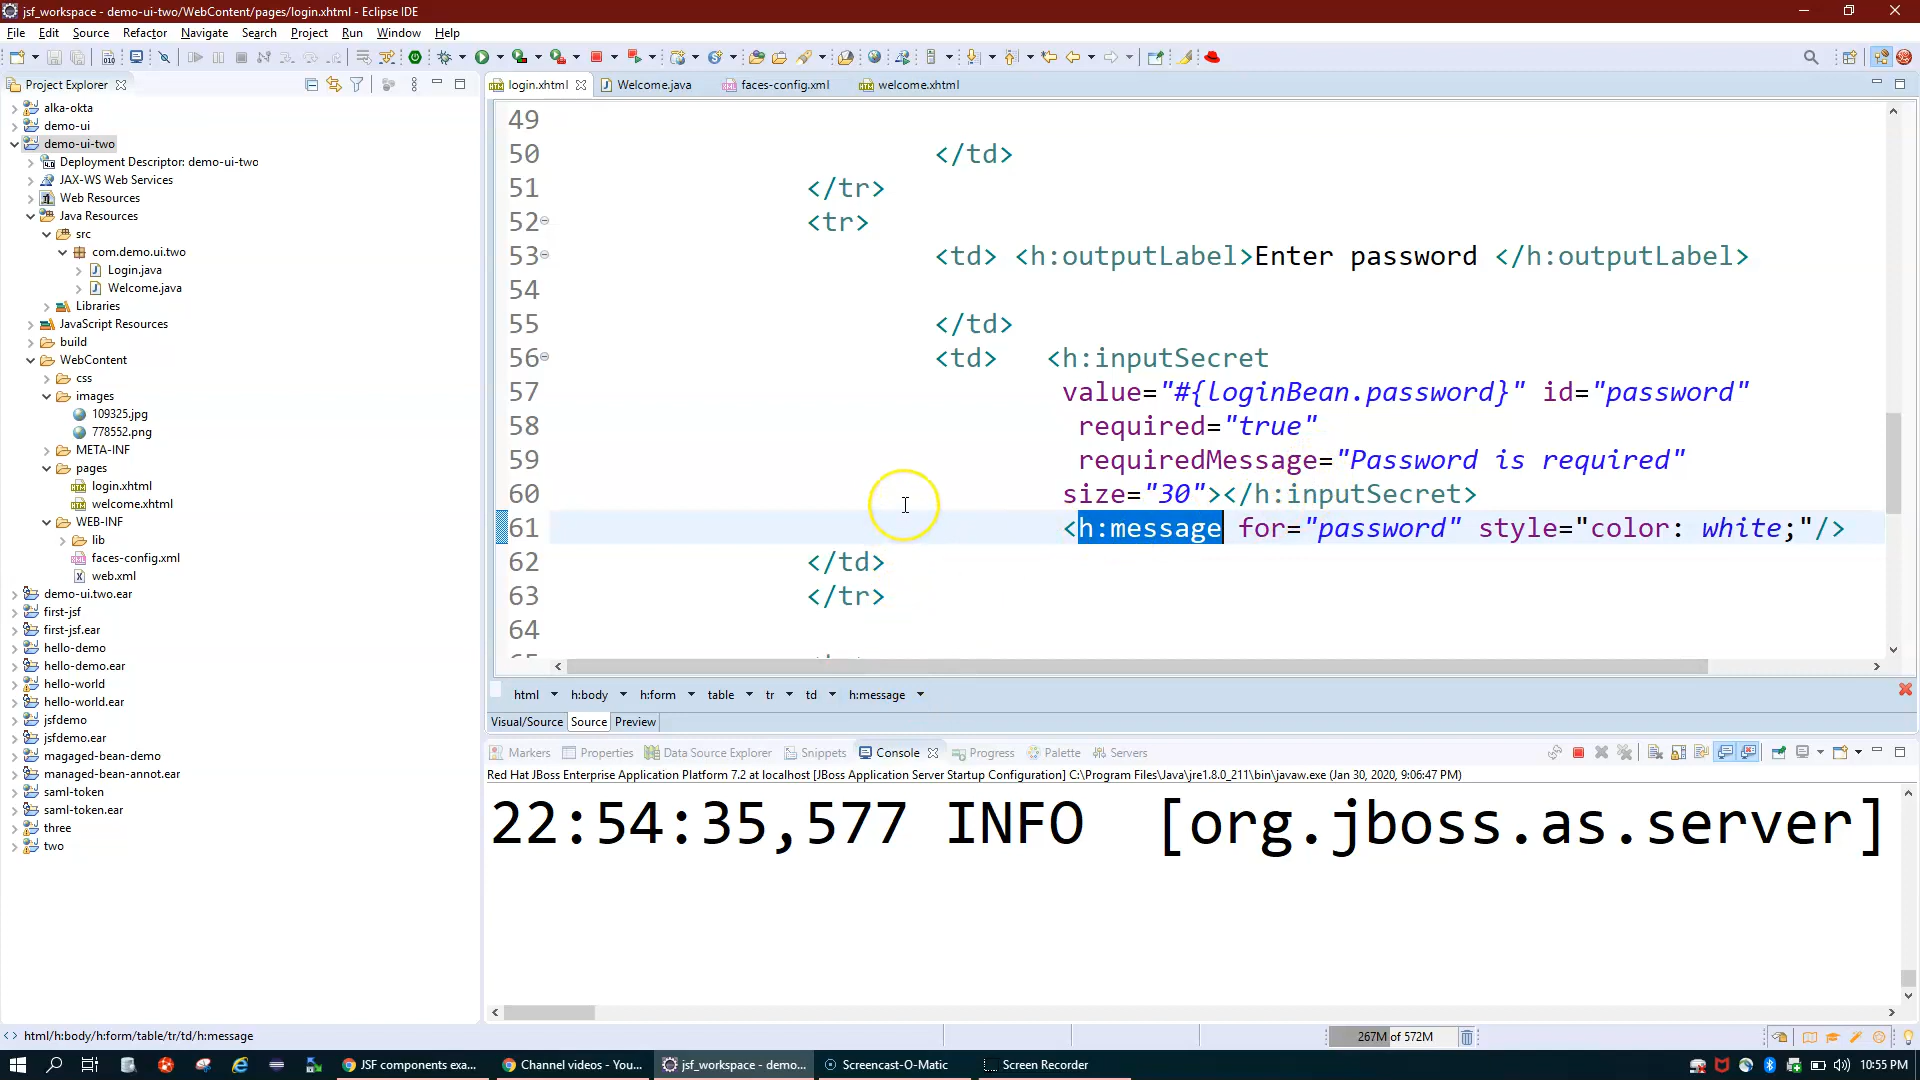 jsf_workspace - demo-ui-two/WebContent/pages/login.xhtml - Eclipse IDE
File Edit Source Refactor Navigate Search Project Run Window Help
Project Explorer
alka-okta
demo-ui
demo-ui-two
Deployment Descriptor: demo-ui-two
JAX-WS Web Services
Web Resources
Java Resources
src
com.demo.ui.two
Login.java
Welcome.java
Libraries
JavaScript Resources
build
WebContent
css
images
109325.jpg
778552.png
META-INF
pages
login.xhtml
welcome.xhtml
WEB-INF
lib
faces-config.xml
web.xml
demo-ui.two.ear
first-jsf
first-jsf.ear
hello-demo
hello-demo.ear
hello-world
hello-world.ear
jsfdemo
jsfdemo.ear
magaged-bean-demo
managed-bean-annot.ear
saml-token
saml-token.ear
three
two
login.xhtml Welcome.java faces-config.xml welcome.xhtml
49
50 </td>
51 </tr>
52 <tr>
53 <td> <h:outputLabel>Enter password </h:outputLabel>
54
55 </td>
56 <td> <h:inputSecret
57 value="#{loginBean.password}" id="password"
58 required="true"
59 requiredMessage="Password is required"
60 size="30"></h:inputSecret>
61 <h:message for="password" style="color: white;"/>
62 </td>
63 </tr>
64
html h:body h:form table tr td h:message
Visual/Source Source Preview
Markers Properties Data Source Explorer Snippets Console Progress Palette Servers
Red Hat JBoss Enterprise Application Platform 7.2 at localhost [JBoss Application Server Startup Configuration] C:\Program Files\Java\jre1.8.0_211\bin\javaw.exe (Jan 30, 2020, 9:06:47 PM)
22:54:35,577 INFO [org.jboss.as.server]
html/h:body/h:form/table/tr/td/h:message
267M of 572M
JSF components exa... Channel videos - You... jsf_workspace - demo... Screencast-O-Matic Screen Recorder 10:55 PM